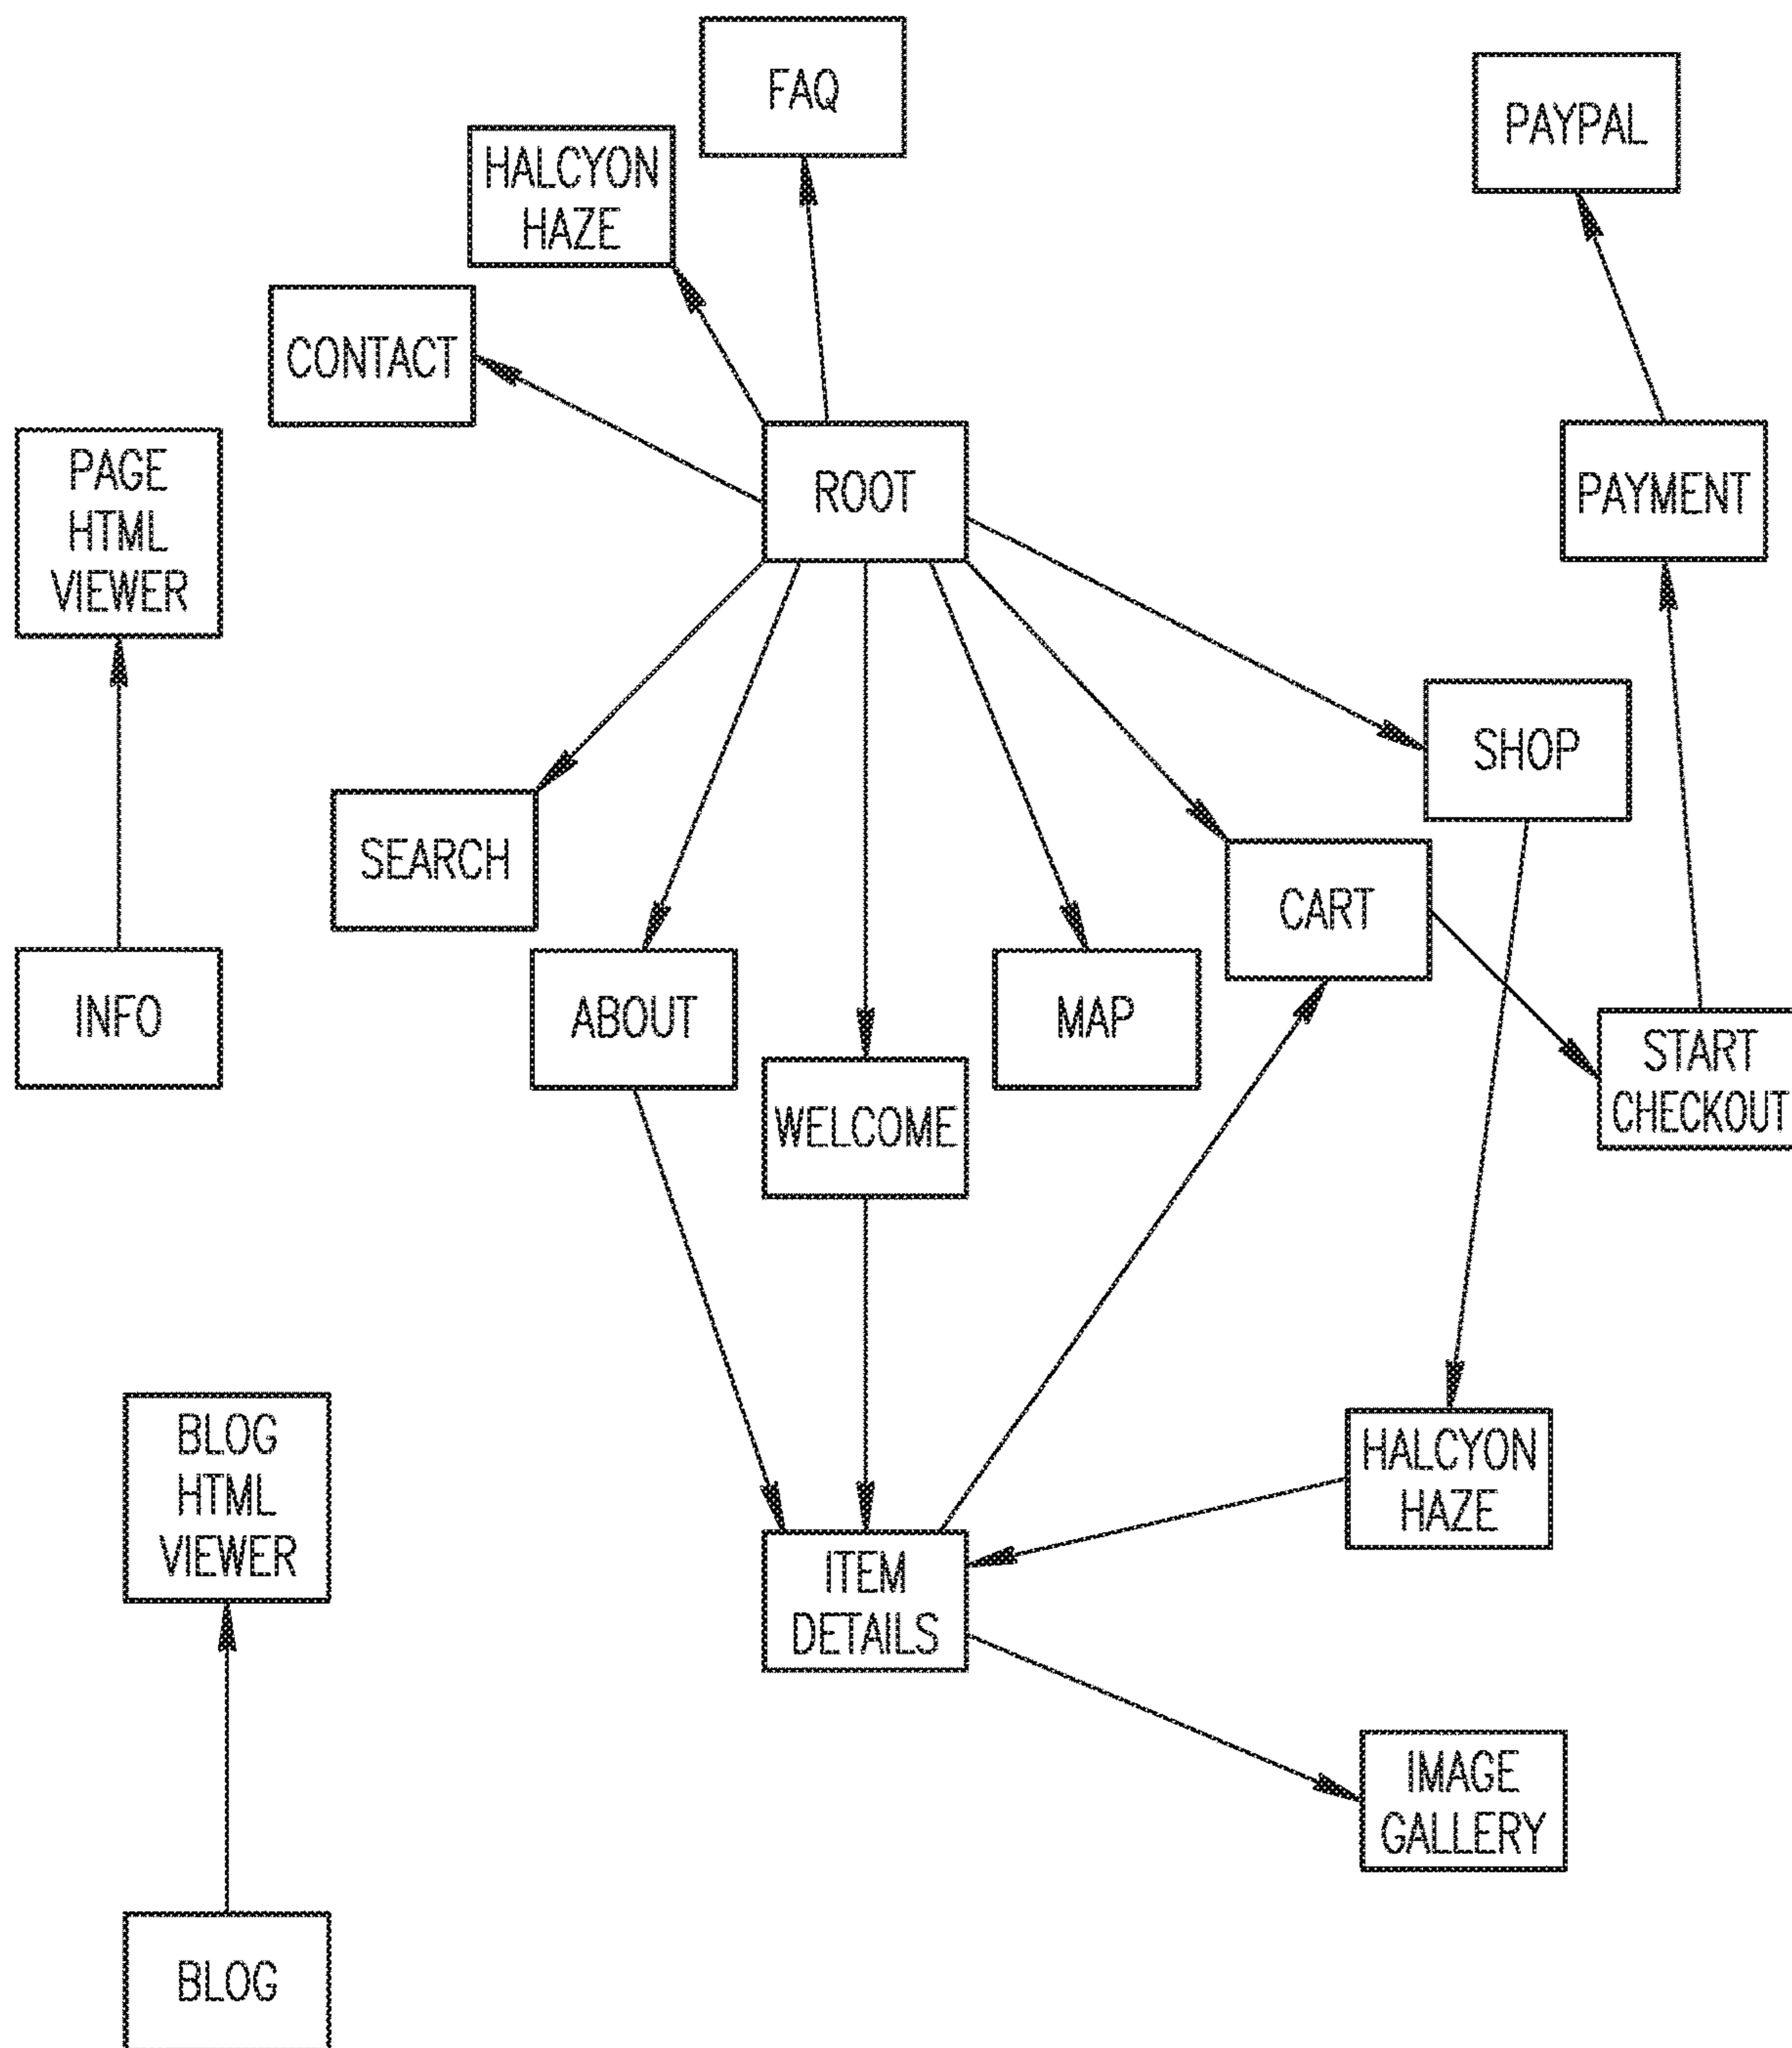 FAQ
PAYPAL
HALCYON
HAZE
CONTACT
PAGE
HTML
VIEWER
ROOT
PAYMENT
SHOP
SEARCH
CART
INFO
ABOUT
MAP
START
CHECKOUT
WELCOME
BLOG
HTML
VIEWER
HALCYON
HAZE
ITEM
DETAILS
IMAGE
GALLERY
BLOG